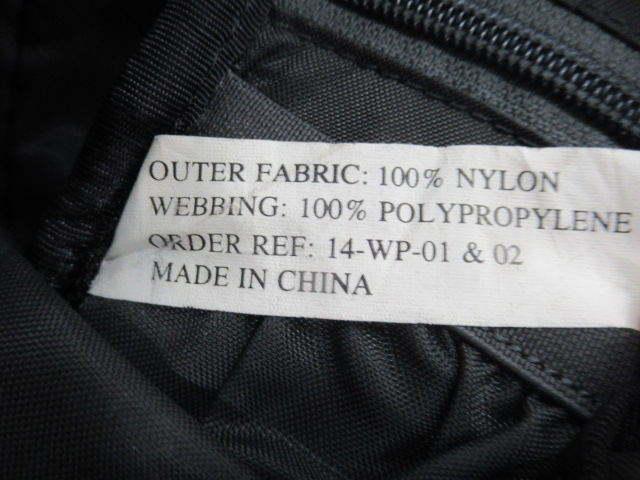 OUTER FABRIC: 100% NYLON
WEBBING: 100% POLYPROPYLENE
ORDER REF: 14-WP-01 & 02
MADE IN CHINA